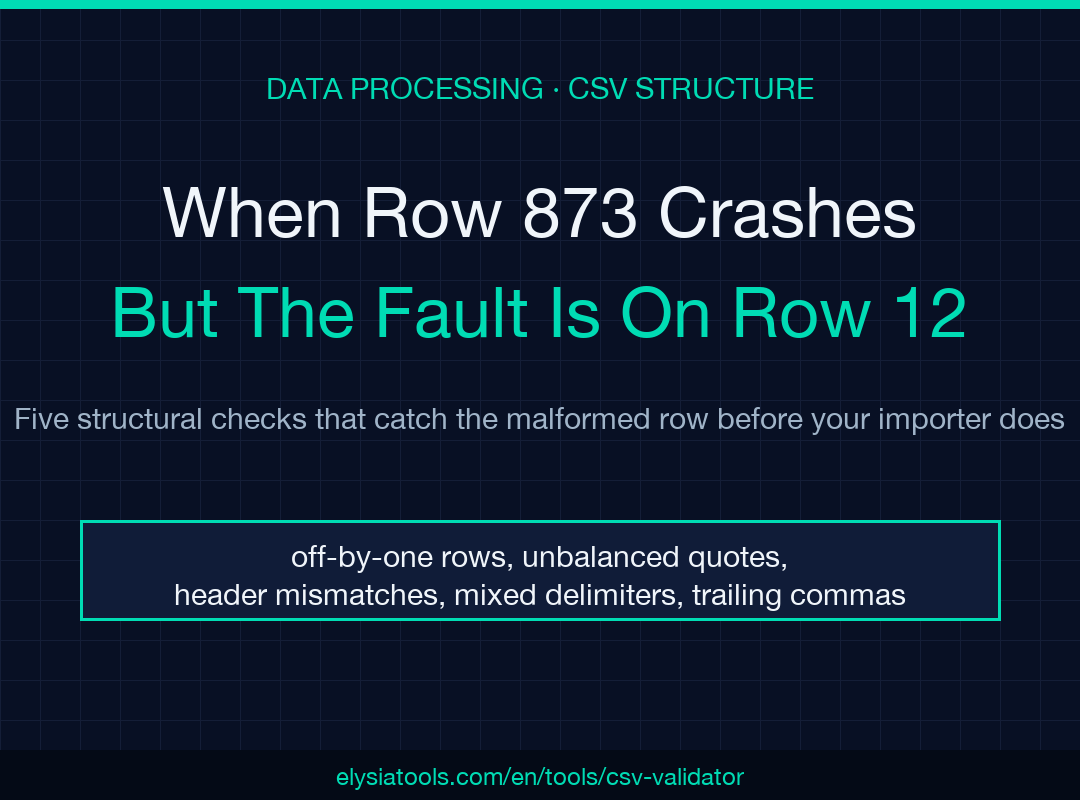 DATA PROCESSING · CSV STRUCTURE
When Row 873 Crashes
But The Fault Is On Row 12
Five structural checks that catch the malformed row before your importer does
off-by-one rows, unbalanced quotes,
header mismatches, mixed delimiters, trailing commas
elysiatools.com/en/tools/csv-validator